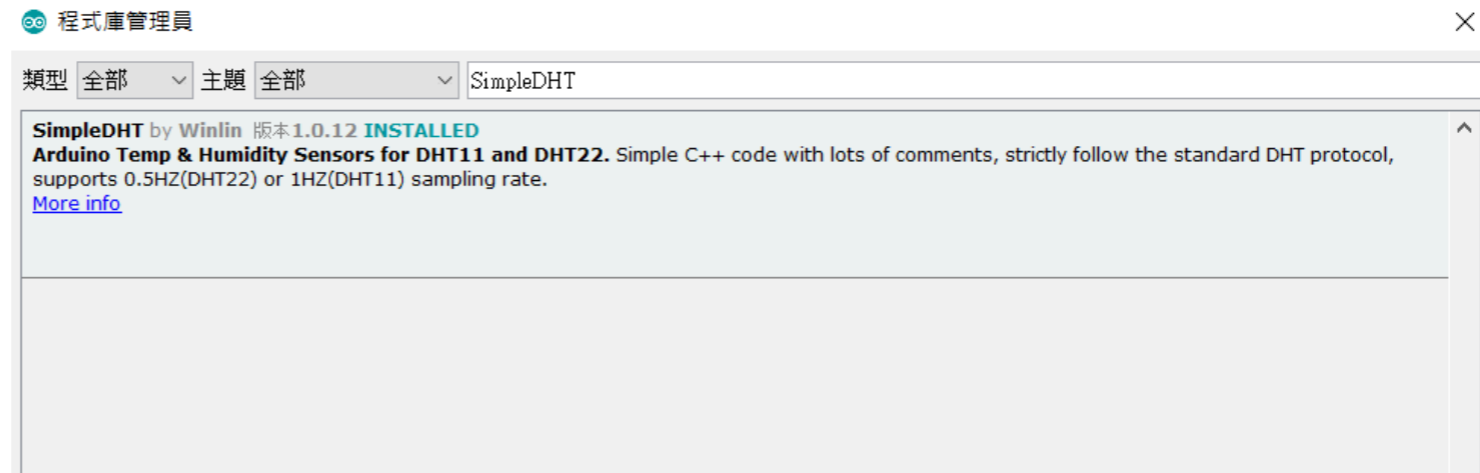 程式庫管理員
類型 全部 主題 全部 SimpleDHT
SimpleDHT by Winlin 版本1.0.12 INSTALLED
Arduino Temp & Humidity Sensors for DHT11 and DHT22. Simple C++ code with lots of comments, strictly follow the standard DHT protocol,
supports 0.5HZ(DHT22) or 1HZ(DHT11) sampling rate.
More info